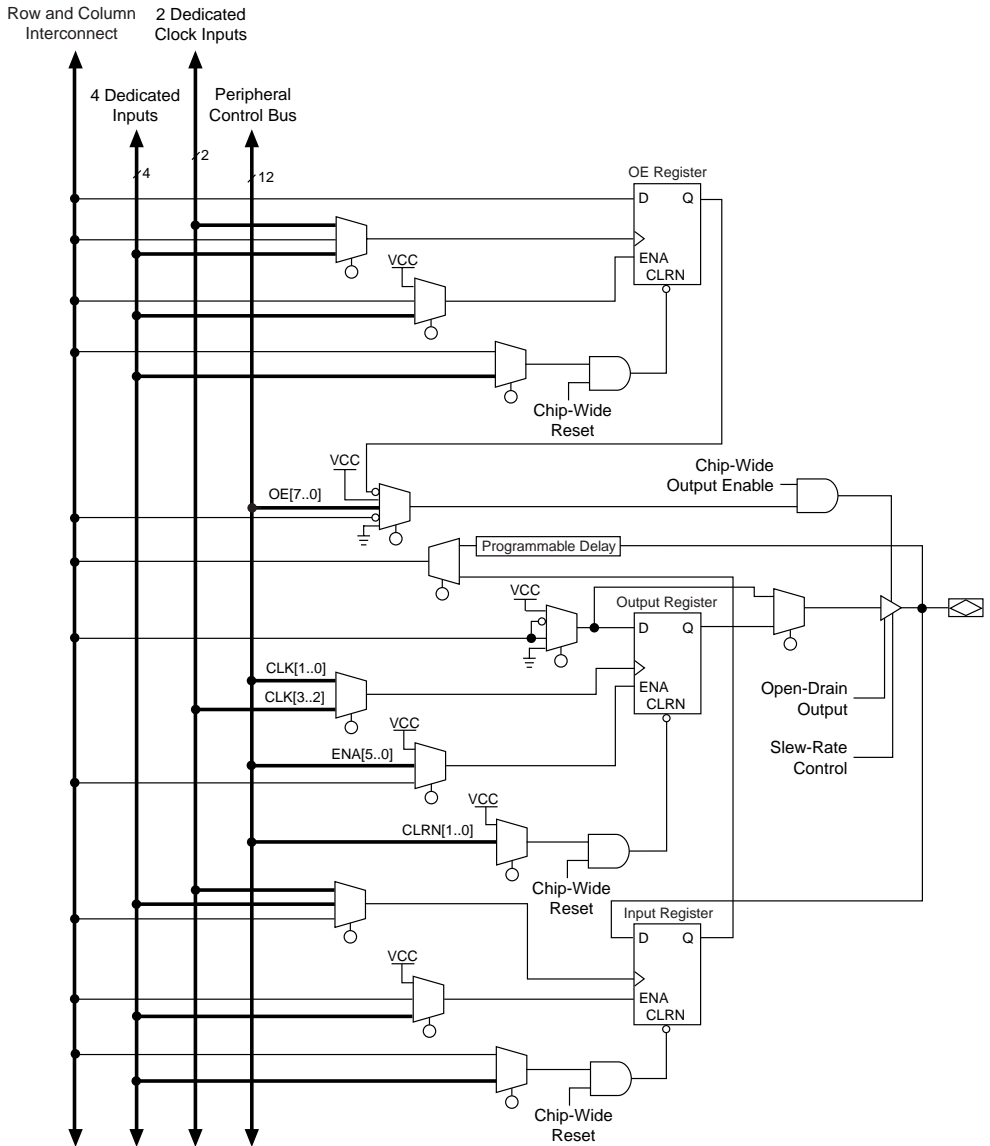 Row and Column
Interconnect
2 Dedicated
Clock Inputs
4 Dedicated
Inputs
Peripheral
Control Bus
2
4
12
OE Register
D Q
ENA
CLRN
VCC
Chip-Wide
Reset
VCC
OE[7..0]
Chip-Wide
Output Enable
Programmable Delay
VCC
Output Register
D Q
ENA
CLRN
CLK[1..0]
CLK[3..2]
Open-Drain
Output
VCC
ENA[5..0]
Slew-Rate
Control
VCC
CLRN[1..0]
Chip-Wide
Reset
Input Register
D Q
ENA
CLRN
VCC
Chip-Wide
Reset